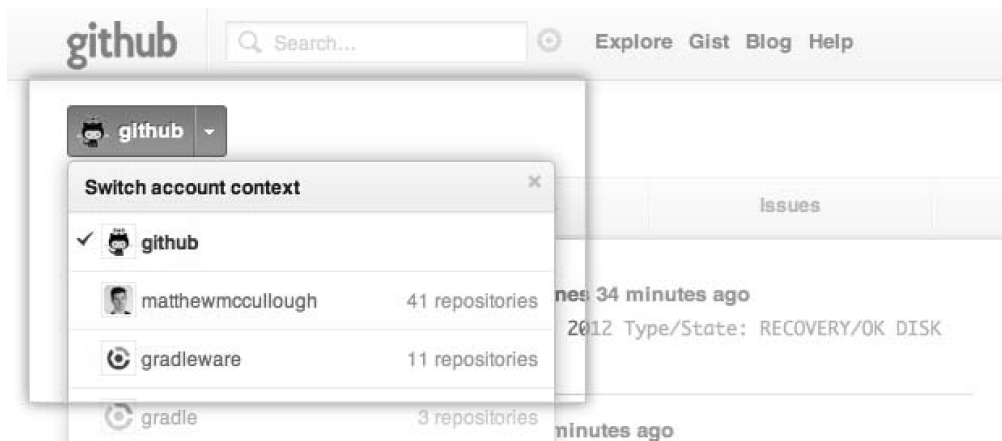 github Search... Explore Gist Blog Help
github
Switch account context ×
Issues
github
matthewmccullough 41 repositories
nes 34 minutes ago
2012 Type/State: RECOVERY/OK DISK
gradleware 11 repositories
gradle 3 repositories
minutes ago